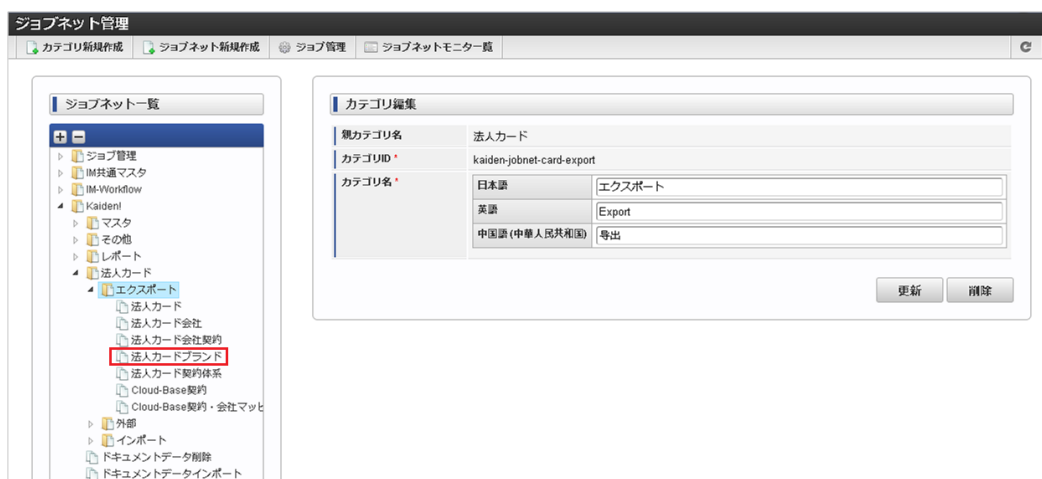 ジョブネット管理
カテゴリ新規作成 ジョブネット新規作成 ジョブ管理 ジョブネットモニタ一覧
ジョブネット一覧
ジョブ管理
IM共通マスタ
IM-Workflow
Kaiden!
マスタ
その他
レポート
法人カード
エクスポート
法人カード
法人カード会社
法人カード会社契約
法人カードブランド
法人カード契約体系
Cloud-Base契約
Cloud-Base契約・会社マッピ
外部
インポート
ドキュメントデータ削除
ドキュメントデータインポート
カテゴリ編集
親カテゴリ名 法人カード
カテゴリID * kaiden-jobnet-card-export
カテゴリ名 * 日本語 エクスポート
英語 Export
中国語 (中華人民共和国) 导出
更新 削除